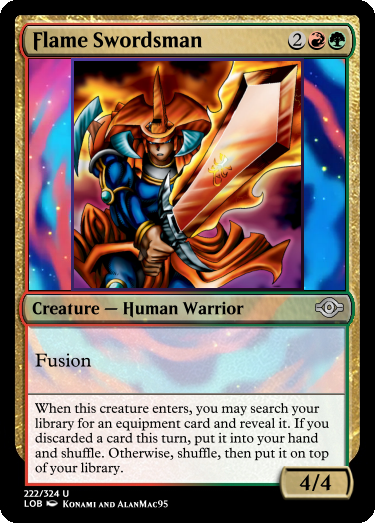 Flame Swordsman 2
Creature — Human Warrior
Fusion
When this creature enters, you may search your
library for an equipment card and reveal it. If you
discarded a card this turn, put it into your hand
and shuffle. Otherwise, shuffle, then put it on top
of your library.
4/4
222/324 U
LOB Konami and AlanMac95